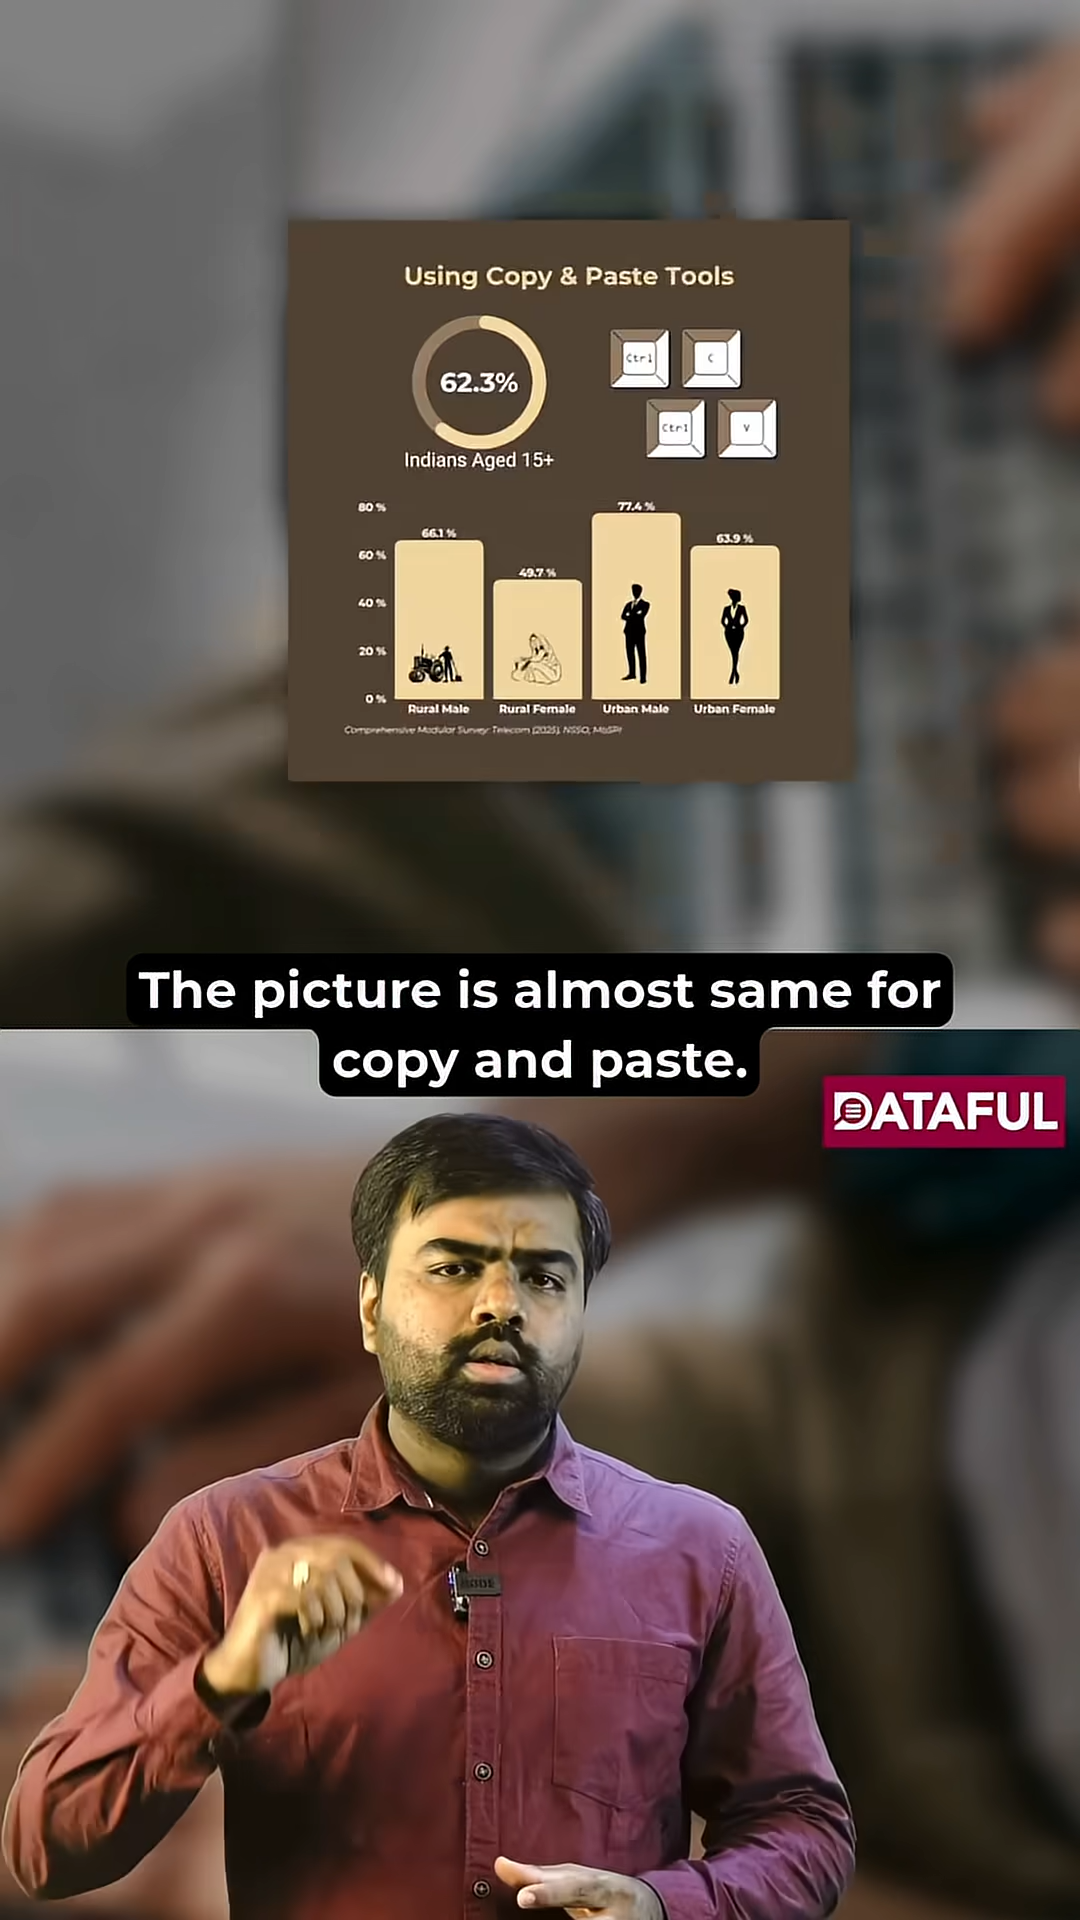 Using Copy & Paste Tools
62.3%
Indians Aged 15+
Ctrl
C
Ctrl
V
80 %
60 %
40 %
20 %
0 %
66.1 %
49.7 %
77.4 %
63.9 %
Rural Male
Rural Female
Urban Male
Urban Female
Comprehensive Modular Survey: Telecom (2025), NSSO, MoSPI
The picture is almost same for
copy and paste.
DATAFUL
RODE